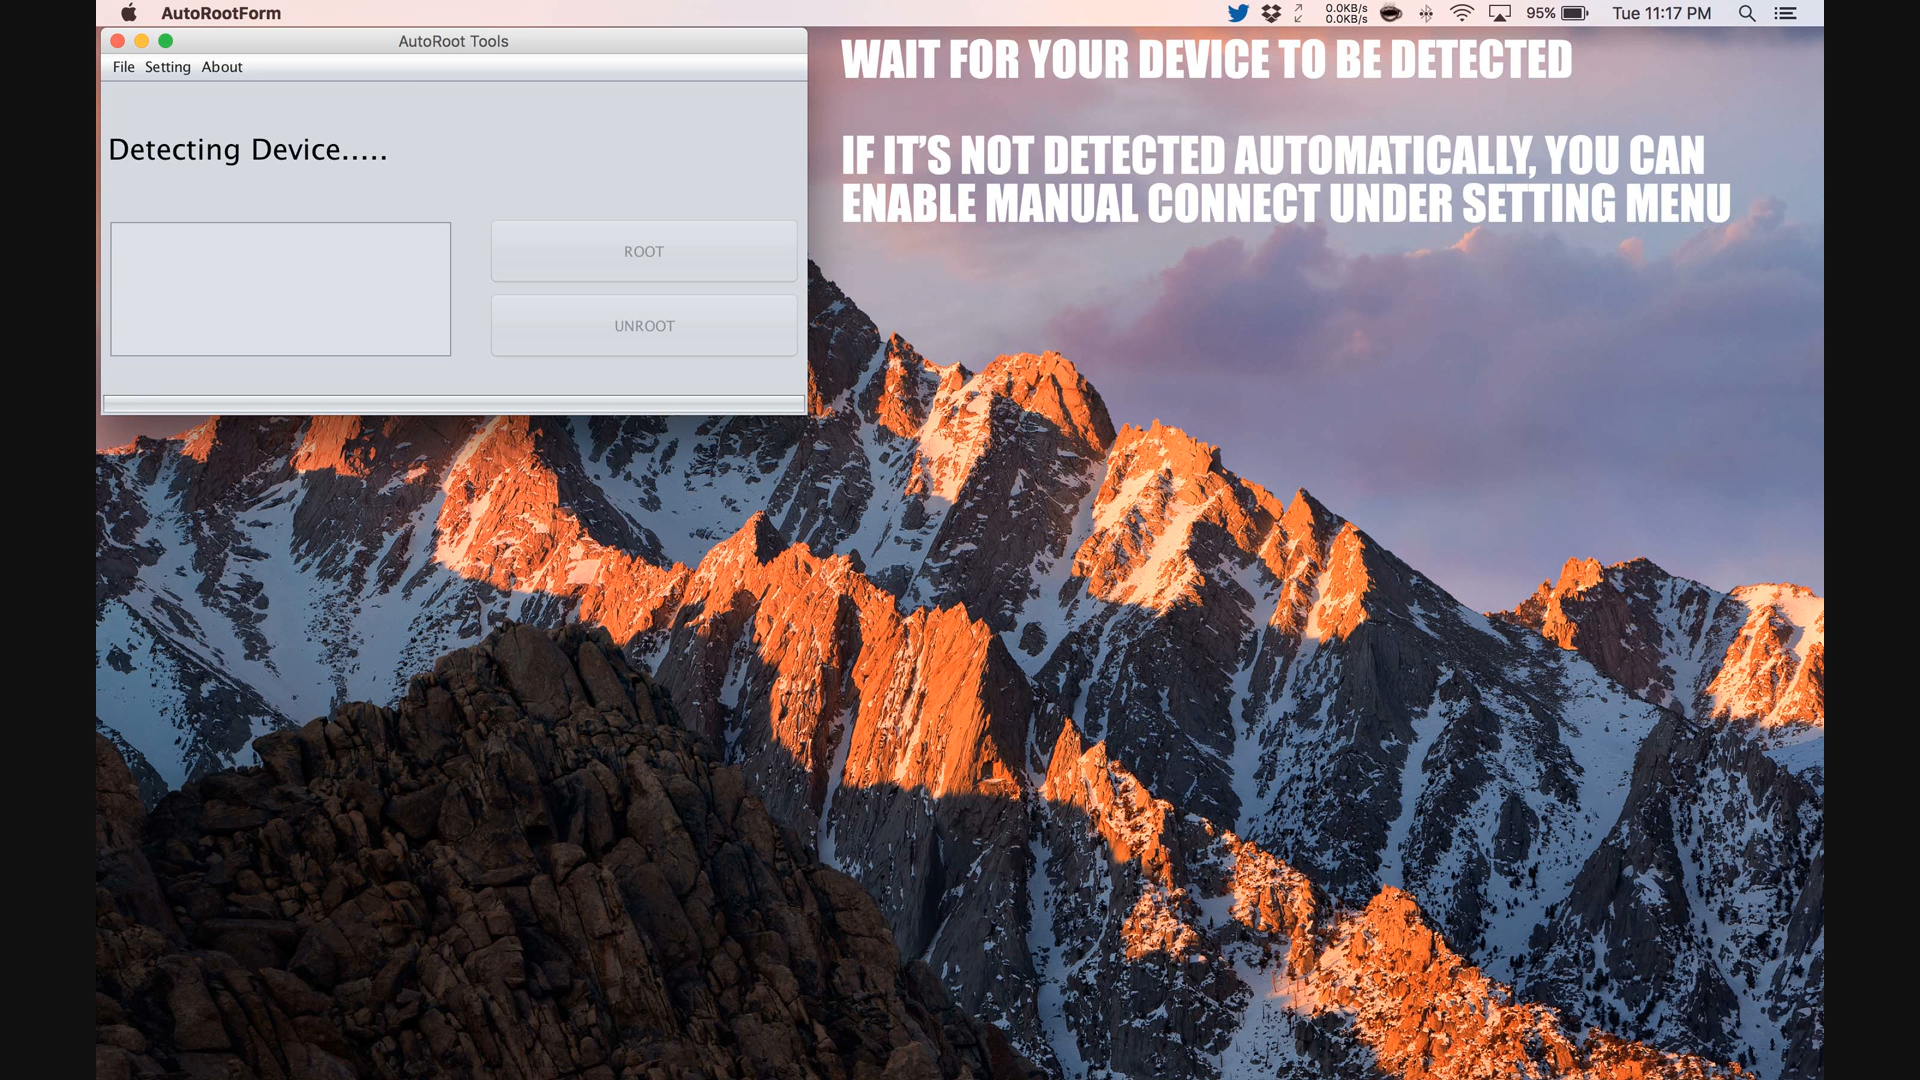 AutoRootForm
0.0KB/s
0.0KB/s
95%
Tue 11:17 PM
AutoRoot Tools
File Setting About
Detecting Device.....
ROOT
UNROOT
WAIT FOR YOUR DEVICE TO BE DETECTED
IF IT'S NOT DETECTED AUTOMATICALLY, YOU CAN
ENABLE MANUAL CONNECT UNDER SETTING MENU